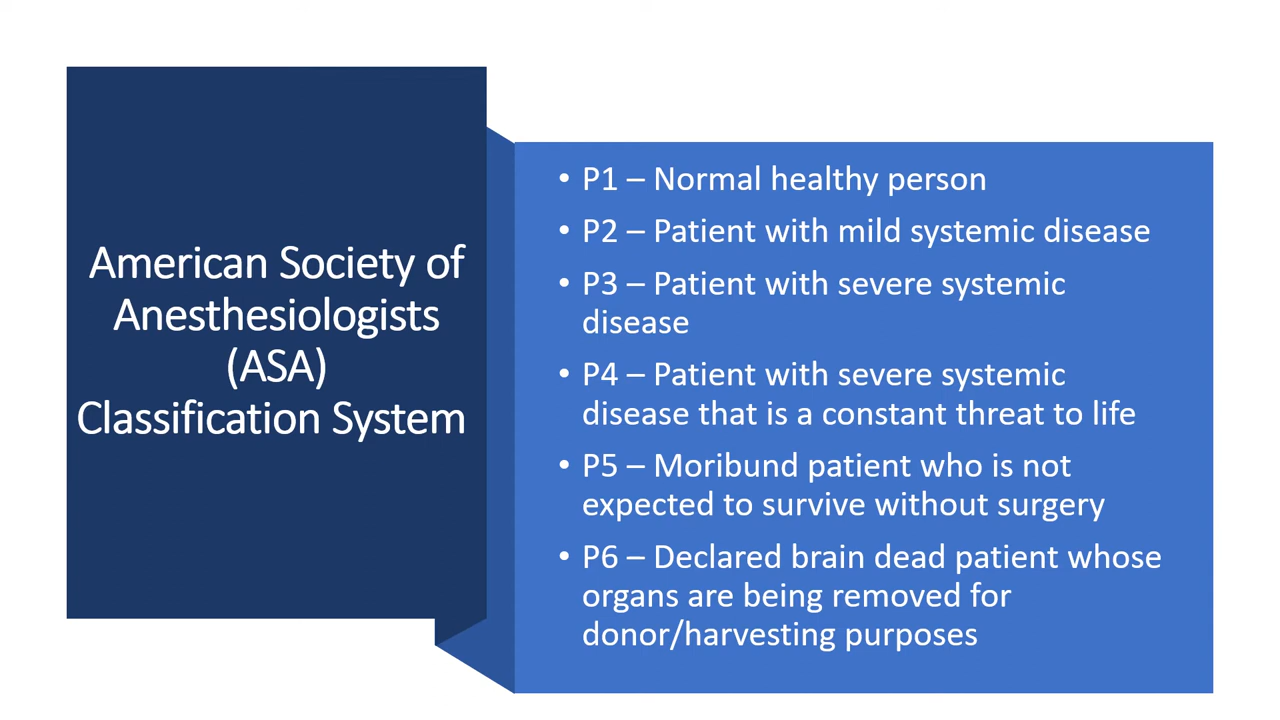 American Society of
Anesthesiologists
(ASA)
Classification System
• P1 – Normal healthy person
• P2 – Patient with mild systemic disease
• P3 – Patient with severe systemic
disease
• P4 – Patient with severe systemic
disease that is a constant threat to life
• P5 – Moribund patient who is not
expected to survive without surgery
• P6 – Declared brain dead patient whose
organs are being removed for
donor/harvesting purposes